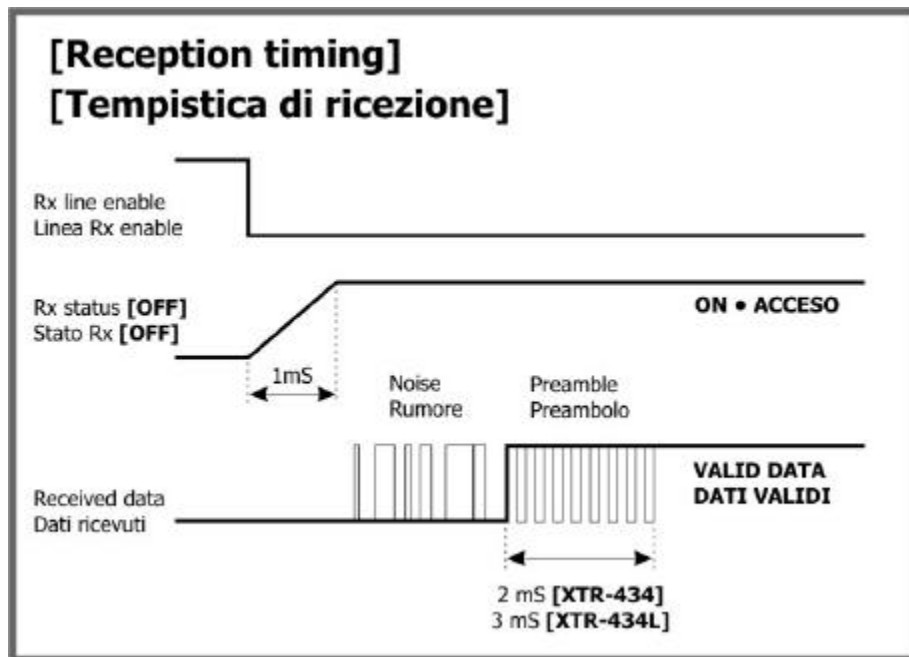 [Reception timing]
[Tempistica di ricezione]
Rx line enable
Linea Rx enable
Rx status [OFF]
Stato Rx [OFF]
ON • ACCESO
1mS
Noise
Rumore
Preamble
Preambolo
Received data
Dati ricevuti
VALID DATA
DATI VALIDI
2 mS [XTR-434]
3 mS [XTR-434L]